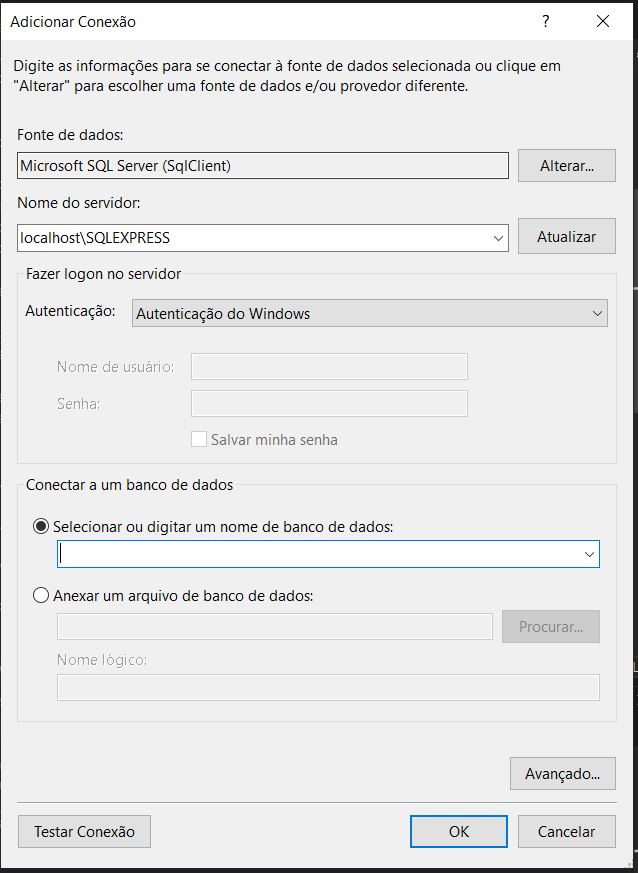 Adicionar Conexão
?
Digite as informações para se conectar à fonte de dados selecionada ou clique em
"Alterar" para escolher uma fonte de dados e/ou provedor diferente.
Fonte de dados:
Microsoft SQL Server (SqlClient)
Alterar...
Nome do servidor:
localhost\SQLEXPRESS
Atualizar
Fazer logon no servidor
Autenticação:
Autenticação do Windows
Nome de usuário:
Senha:
Salvar minha senha
Conectar a um banco de dados
Selecionar ou digitar um nome de banco de dados:
Anexar um arquivo de banco de dados:
Procurar...
Nome lógico:
Avançado...
Testar Conexão
OK
Cancelar